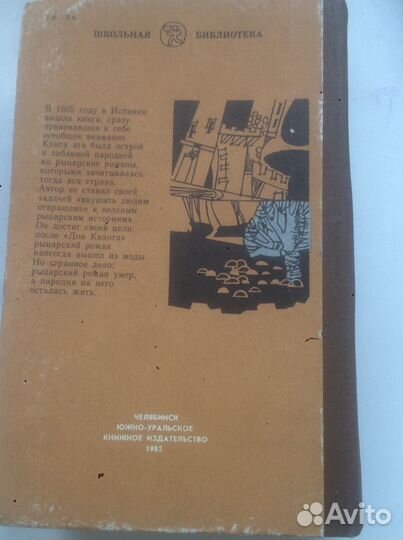 1 р. 20 к.
ШКОЛЬНАЯ БИБЛИОТЕКА
В 1605 году в Испании
вышла книга, сразу
приковавшая к себе
всеобщее внимание.
Книга эта была острой
и забавной пародией
на рыцарские романы,
которыми зачитывалась
тогда вся страна.
Автор ее ставил своей
задачей «внушить людям
отвращение к нелепым
рыцарским историям».
Он достиг своей цели:
после «Дон Кихота»
рыцарский роман
навсегда вышел из моды.
Но странное дело:
рыцарский роман умер,
а пародия на него
осталась жить.
ЧЕЛЯБИНСК
ЮЖНО-УРАЛЬСКОЕ
КНИЖНОЕ ИЗДАТЕЛЬСТВО
1982
Avito